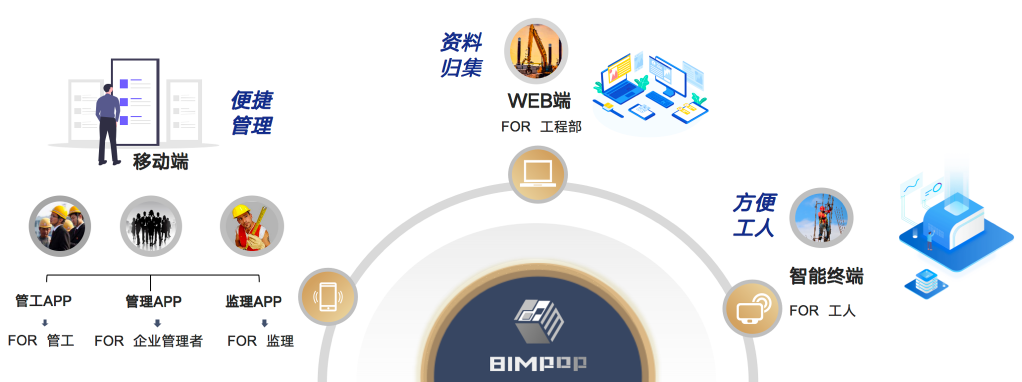 资料
归集
WEB端
FOR 工程部
便捷
管理
移动端
管工APP
管理APP
监理APP
FOR 管工
FOR 企业管理者
FOR 监理
方便
工人
智能终端
FOR 工人
BIMpop